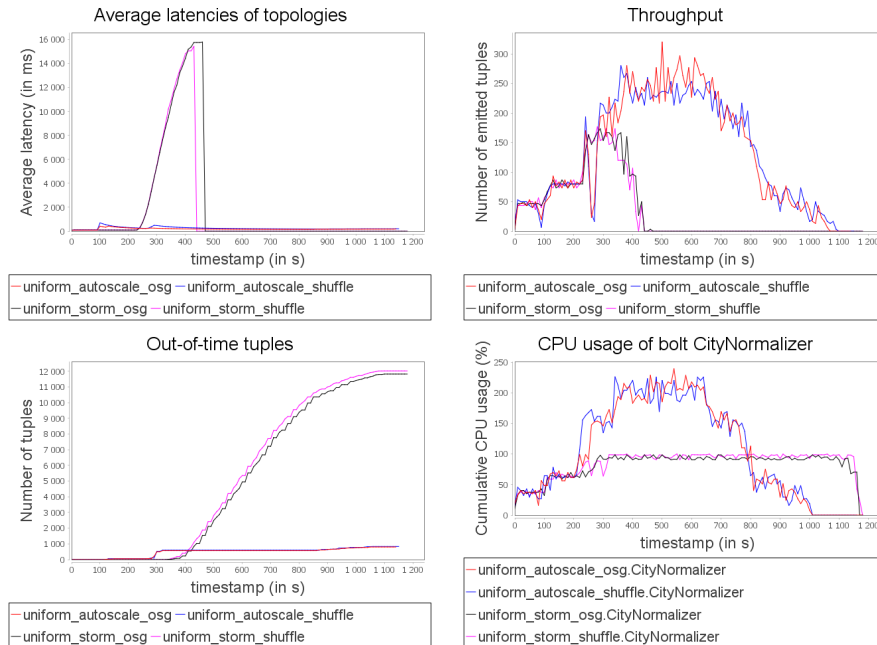 Average latencies of topologies
Average latency (in ms)
16 000
14 000
12 000
10 000
8 000
6 000
4 000
2 000
0
0 100 200 300 400 500 600 700 800 900 1 000 1 100 1 200
timestamp (in s)
uniform_autoscale_osg uniform_autoscale_shuffle
uniform_storm_osg uniform_storm_shuffle
Throughput
Number of emitted tuples
300
250
200
150
100
50
0
0 100 200 300 400 500 600 700 800 900 1 000 1 100 1 200
timestamp (in s)
uniform_autoscale_osg uniform_autoscale_shuffle
uniform_storm_osg uniform_storm_shuffle
Out-of-time tuples
Number of tuples
12 000
11 000
10 000
9 000
8 000
7 000
6 000
5 000
4 000
3 000
2 000
1 000
0
0 100 200 300 400 500 600 700 800 900 1 000 1 100 1 200
timestamp (in s)
uniform_autoscale_osg uniform_autoscale_shuffle
uniform_storm_osg uniform_storm_shuffle
CPU usage of bolt CityNormalizer
Cumulative CPU usage (%)
250
200
150
100
50
0
0 100 200 300 400 500 600 700 800 900 1 000 1 100 1 200
timestamp (in s)
uniform_autoscale_osg.CityNormalizer
uniform_autoscale_shuffle.CityNormalizer
uniform_storm_osg.CityNormalizer
uniform_storm_shuffle.CityNormalizer